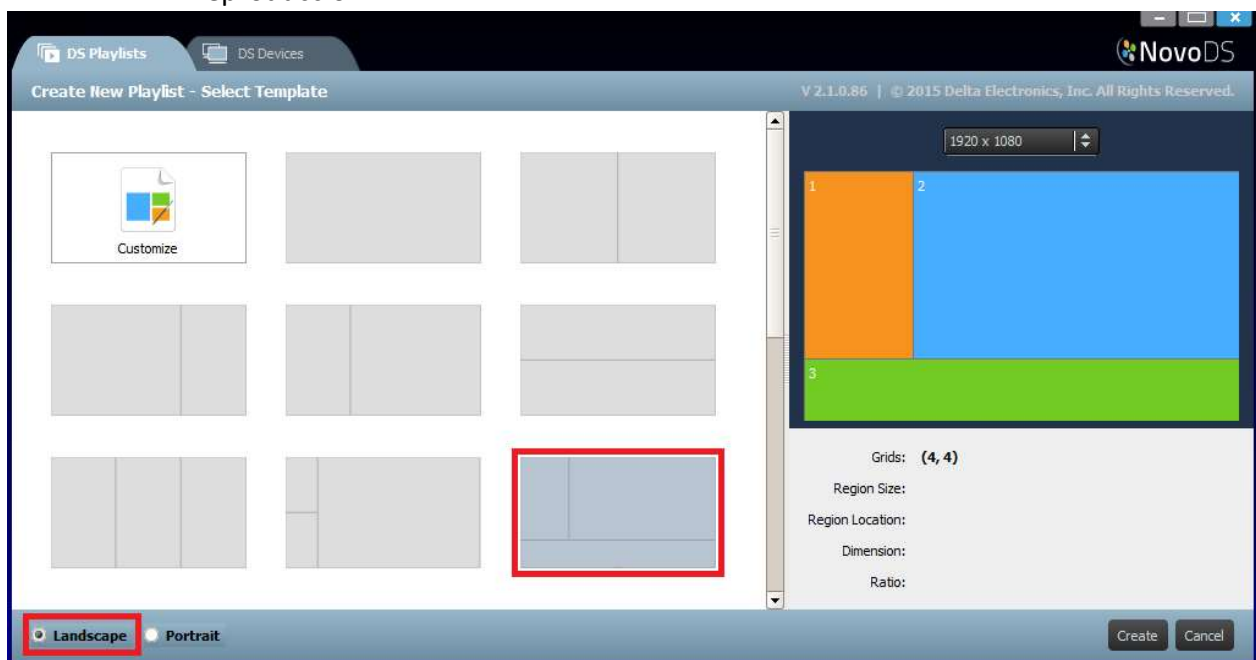 DS Playlists
DS Devices
NovoDS
Create New Playlist - Select Template
V 2.1.0.86 | © 2015 Delta Electronics, Inc. All Rights Reserved.
1920 x 1080
Customize
1
2
3
Grids: (4, 4)
Region Size:
Region Location:
Dimension:
Ratio:
Landscape
Portrait
Create
Cancel